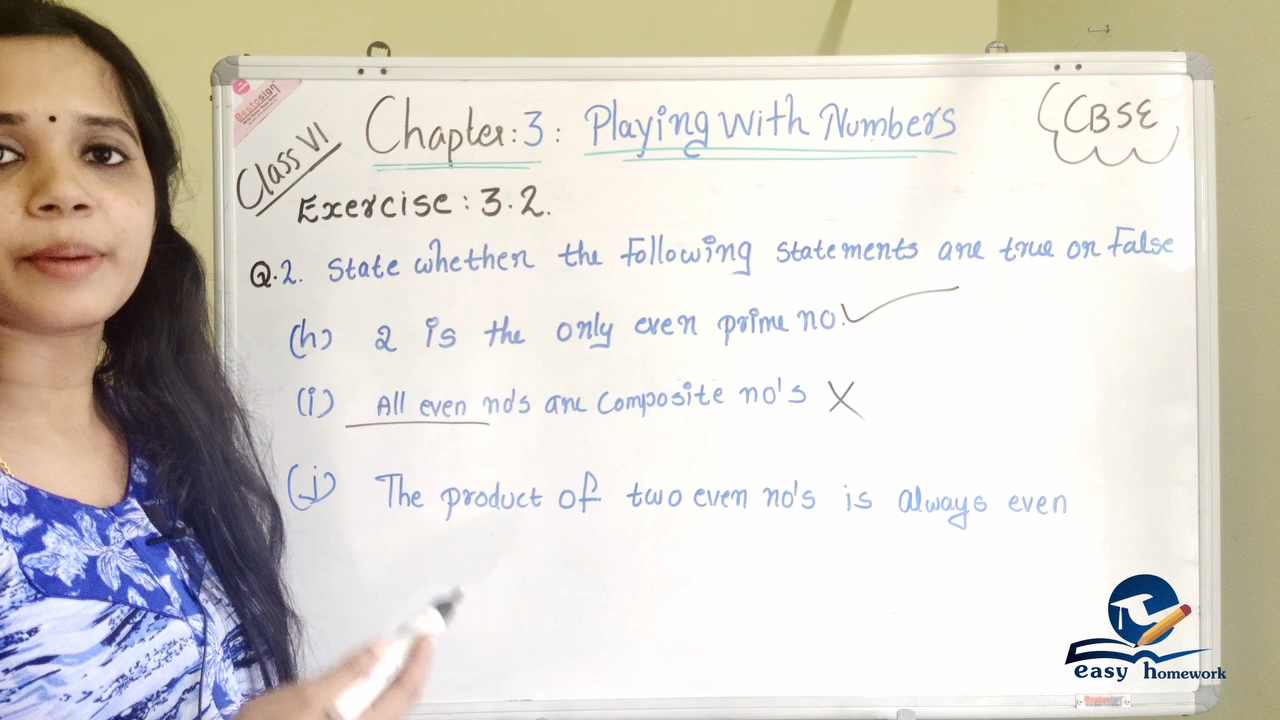 Bestosign
Class VI
Chapter:3: Playing With Numbers
CBSE
Exercise: 3.2.
Q.2. State whether the following statements are true or False
(h) 2 is the only even prime no.
(i) All even no's are Composite no's
(j) The product of two even no's is always even
easy homework
Bestosign